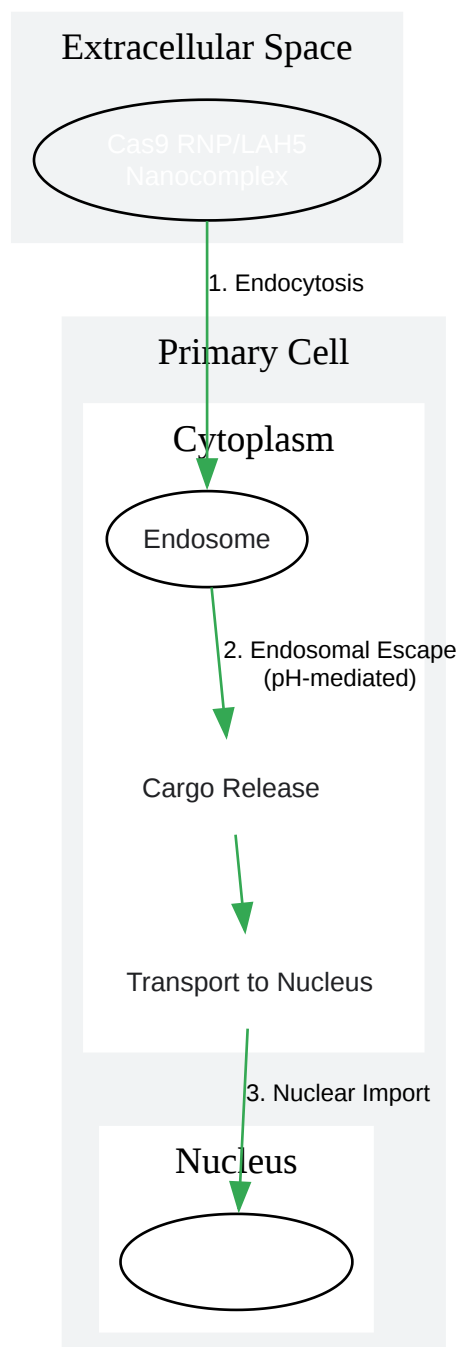 Extracellular Space
Cas9 RNP/LAH5
Nanocomplex
1. Endocytosis
Primary Cell
Cytoplasm
Endosome
2. Endosomal Escape
(pH-mediated)
Cargo Release
Transport to Nucleus
3. Nuclear Import
Nucleus